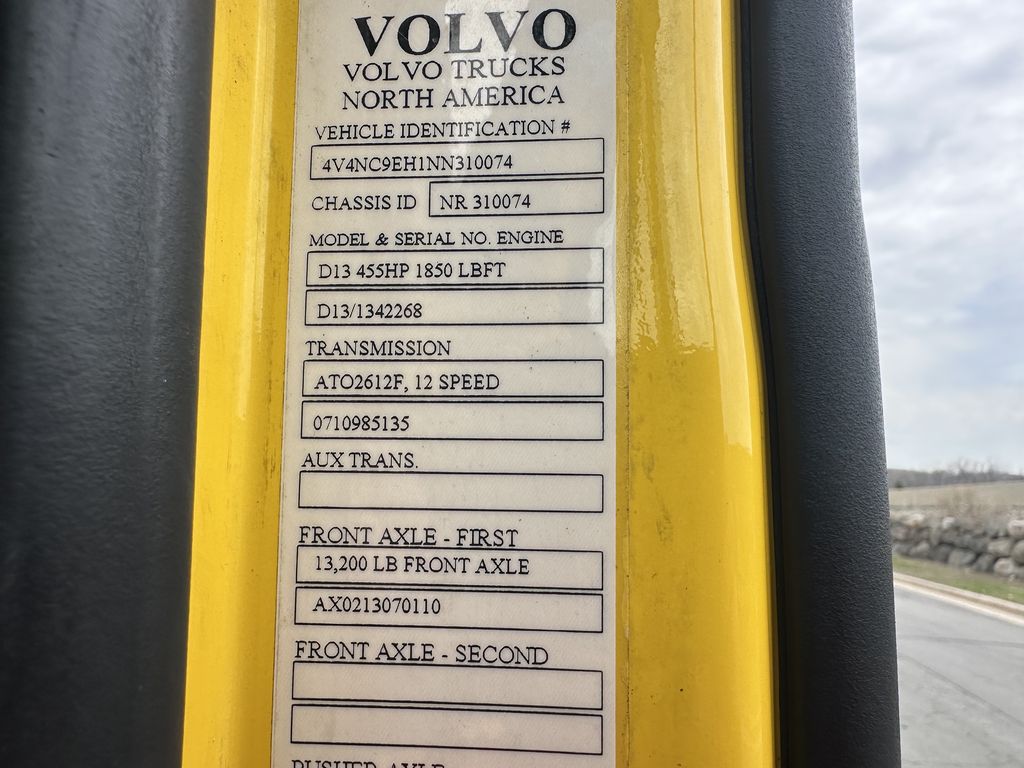 VOLVO
VOLVO TRUCKS
NORTH AMERICA
VEHICLE IDENTIFICATION #
4V4NC9EH1NN310074
CHASSIS ID NR 310074
MODEL & SERIAL NO. ENGINE
D13 455HP 1850 LBFT
D13/1342268
TRANSMISSION
ATO2612F, 12 SPEED
0710985135
AUX TRANS.
FRONT AXLE - FIRST
13,200 LB FRONT AXLE
AX0213070110
FRONT AXLE - SECOND
PUSHER AXLE